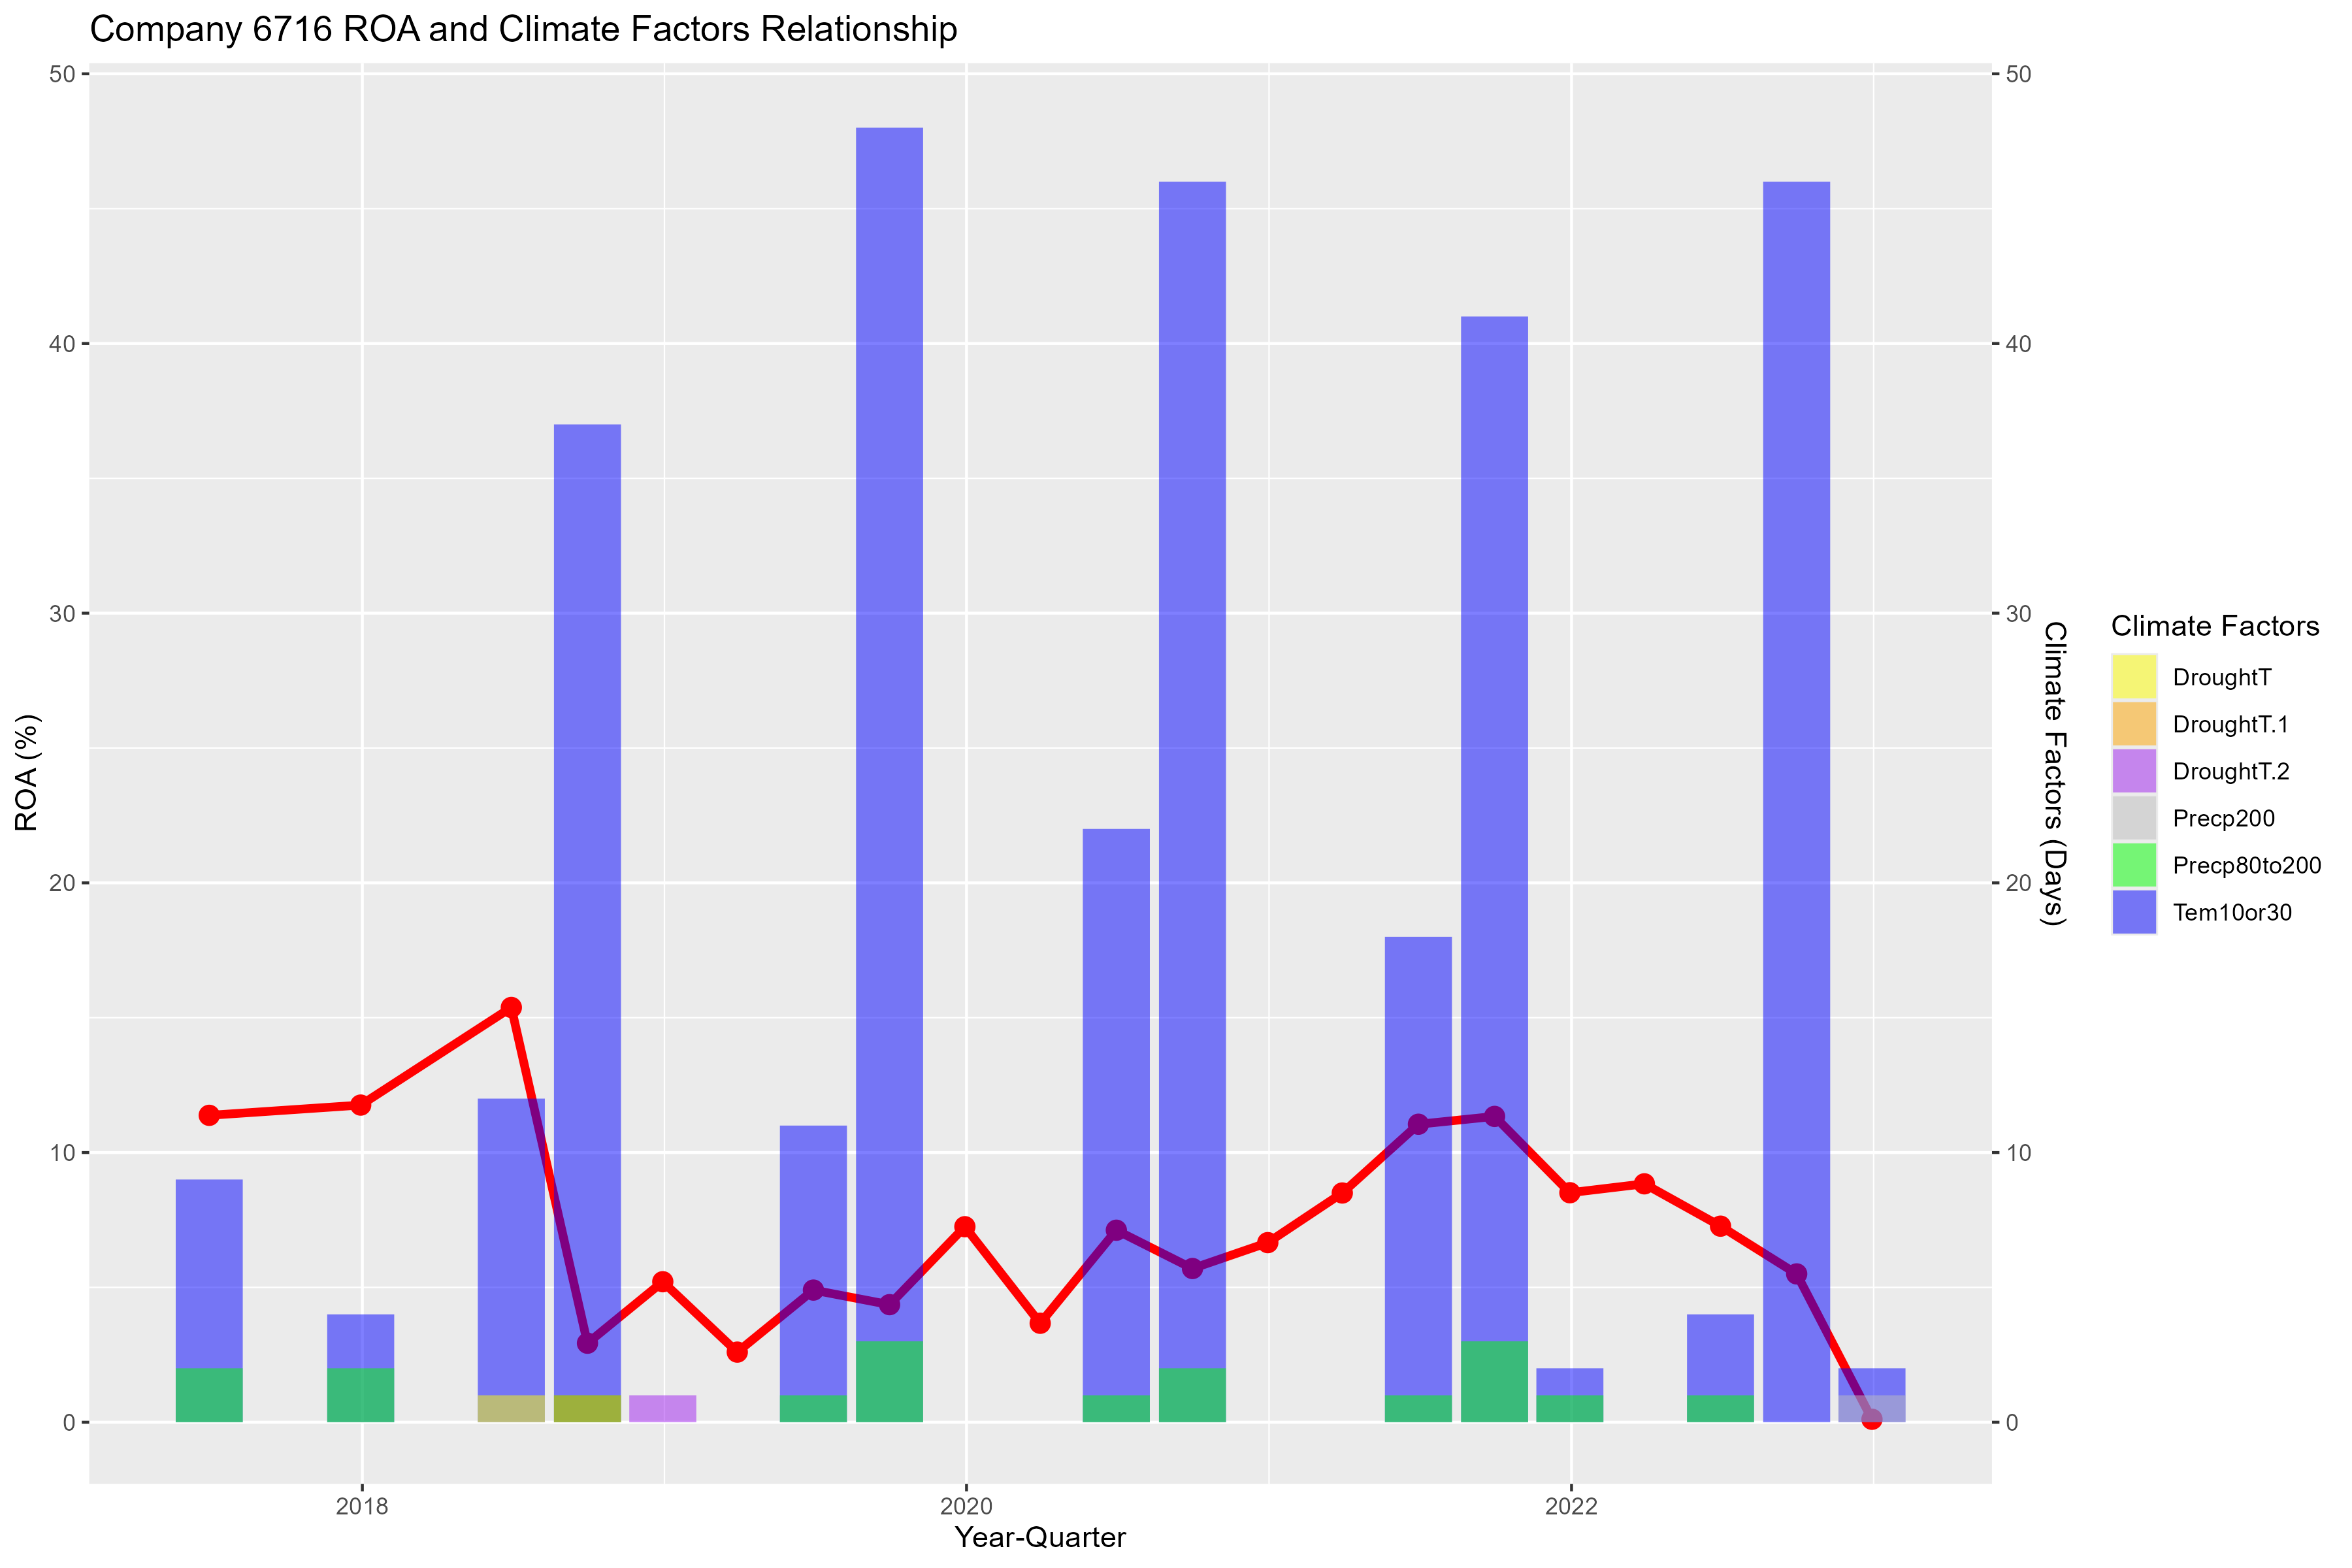 Company 6716 ROA and Climate Factors Relationship
50
40
30
20
10
0
ROA (%)
50
40
30
20
10
0
Climate Factors (Days)
2018
2020
2022
Year-Quarter
Climate Factors
DroughtT
DroughtT.1
DroughtT.2
Precp200
Precp80to200
Tem10or30